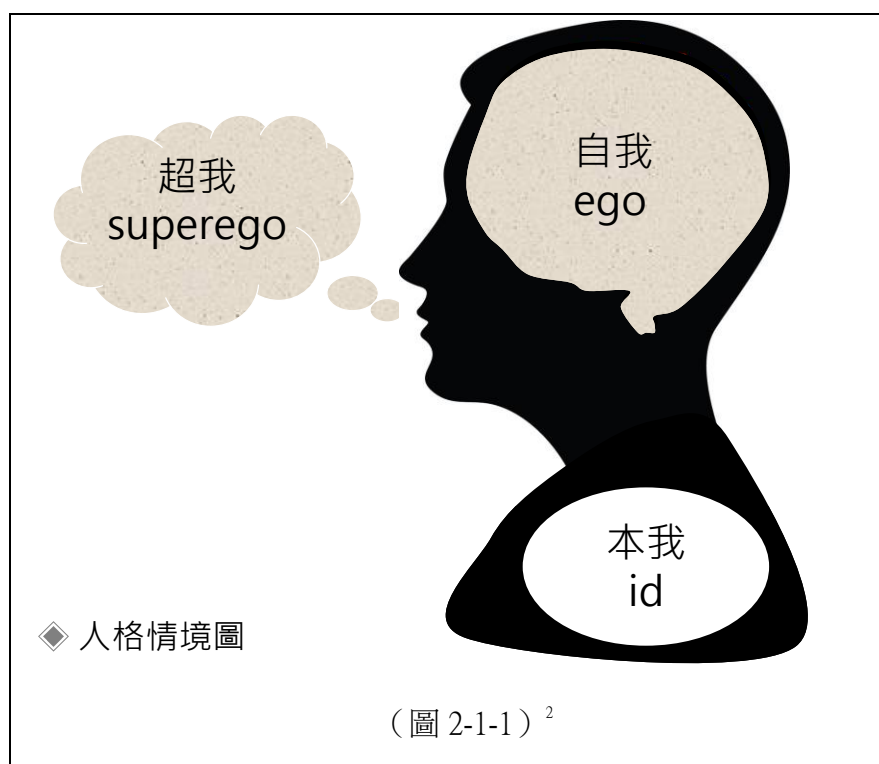 超我
superego
自我
ego
本我
id
◈ 人格情境圖
（圖 2-1-1）2